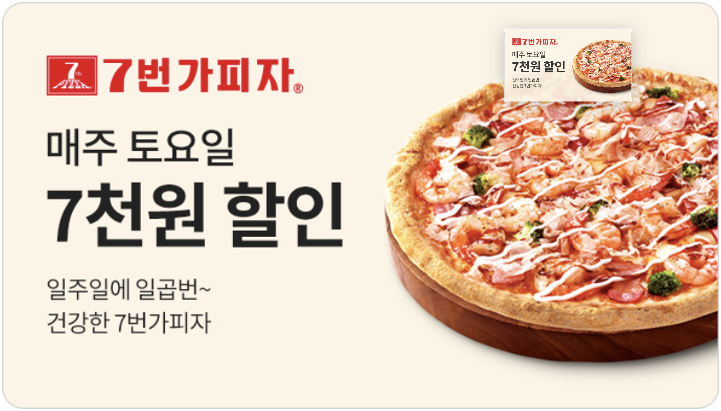 7th
7번가피자®
매주 토요일
7천원 할인
일주일에 일곱번~
건강한 7번가피자
7번가피자
매주 토요일
7천원 할인